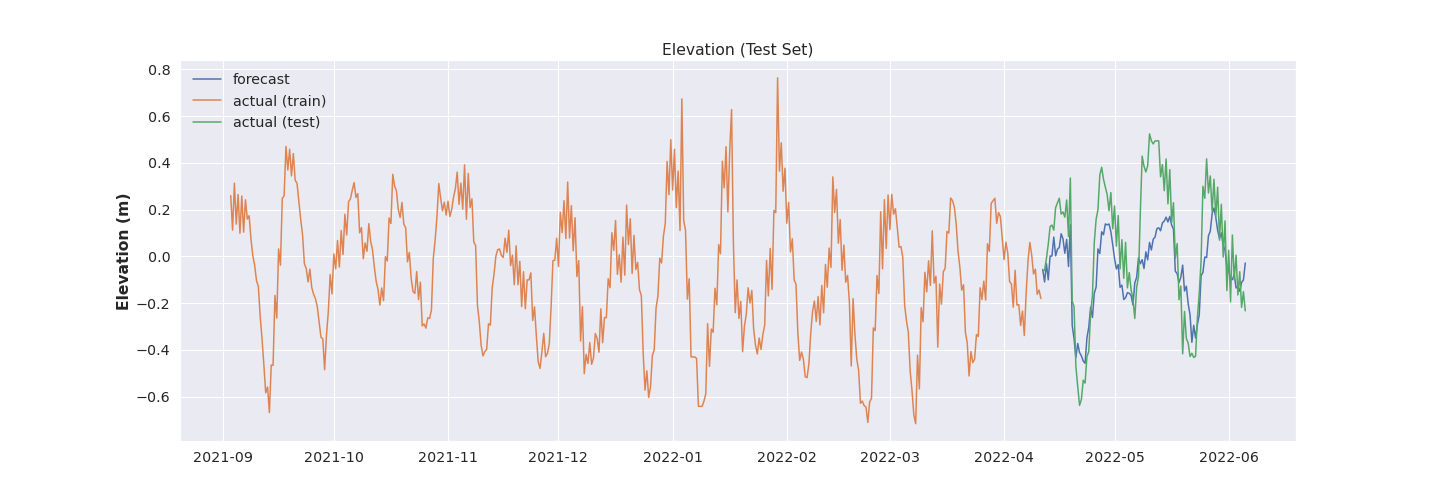 Elevation (Test Set)
forecast
actual (train)
actual (test)
Elevation (m)
0.8
0.6
0.4
0.2
0.0
−0.2
−0.4
−0.6
2021-09 2021-10 2021-11 2021-12 2022-01 2022-02 2022-03 2022-04 2022-05 2022-06